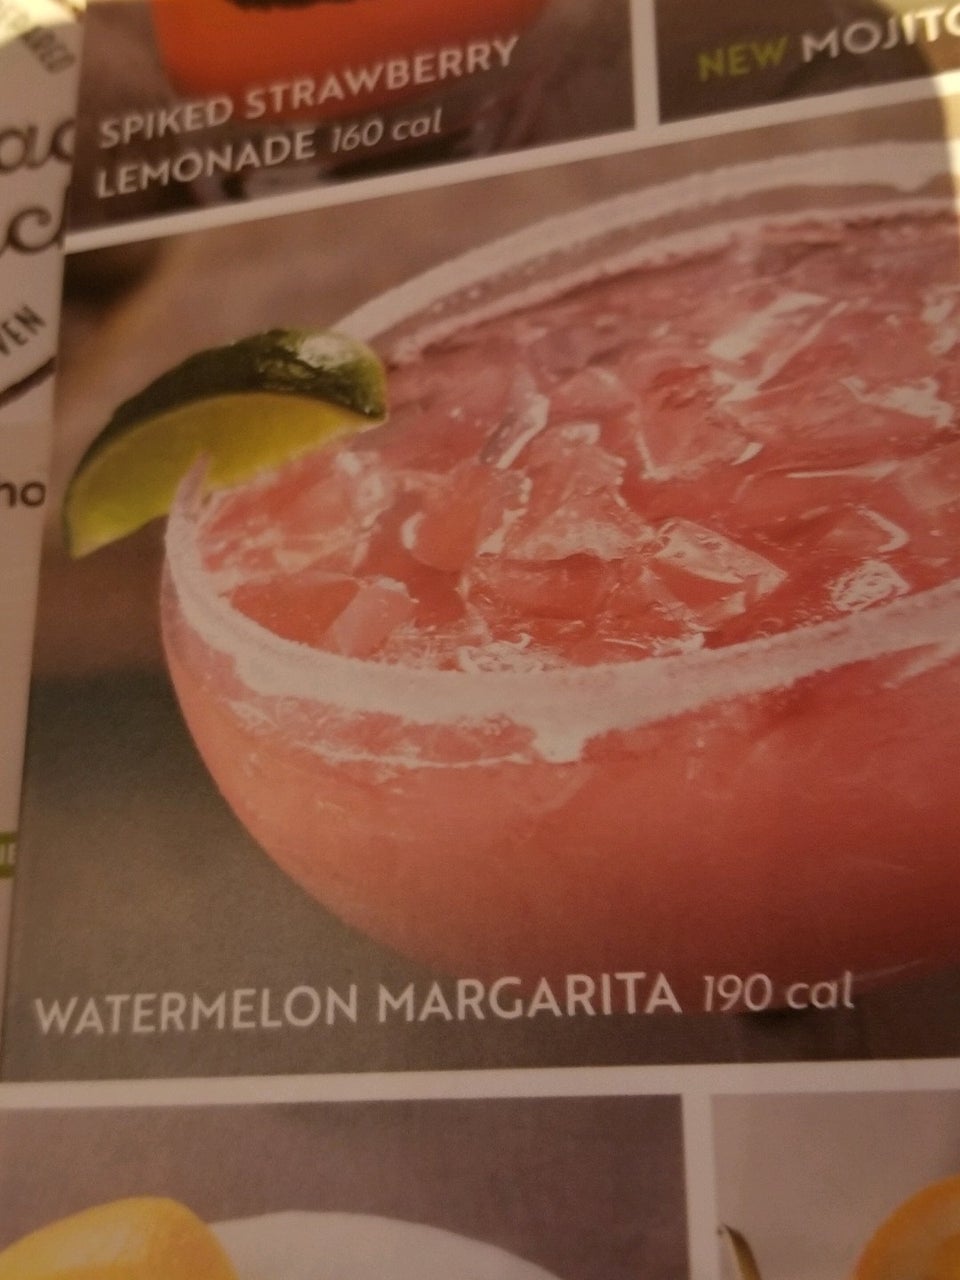 SPIKED STRAWBERRY
LEMONADE 160 cal
NEW MOJITO
WATERMELON MARGARITA 190 cal